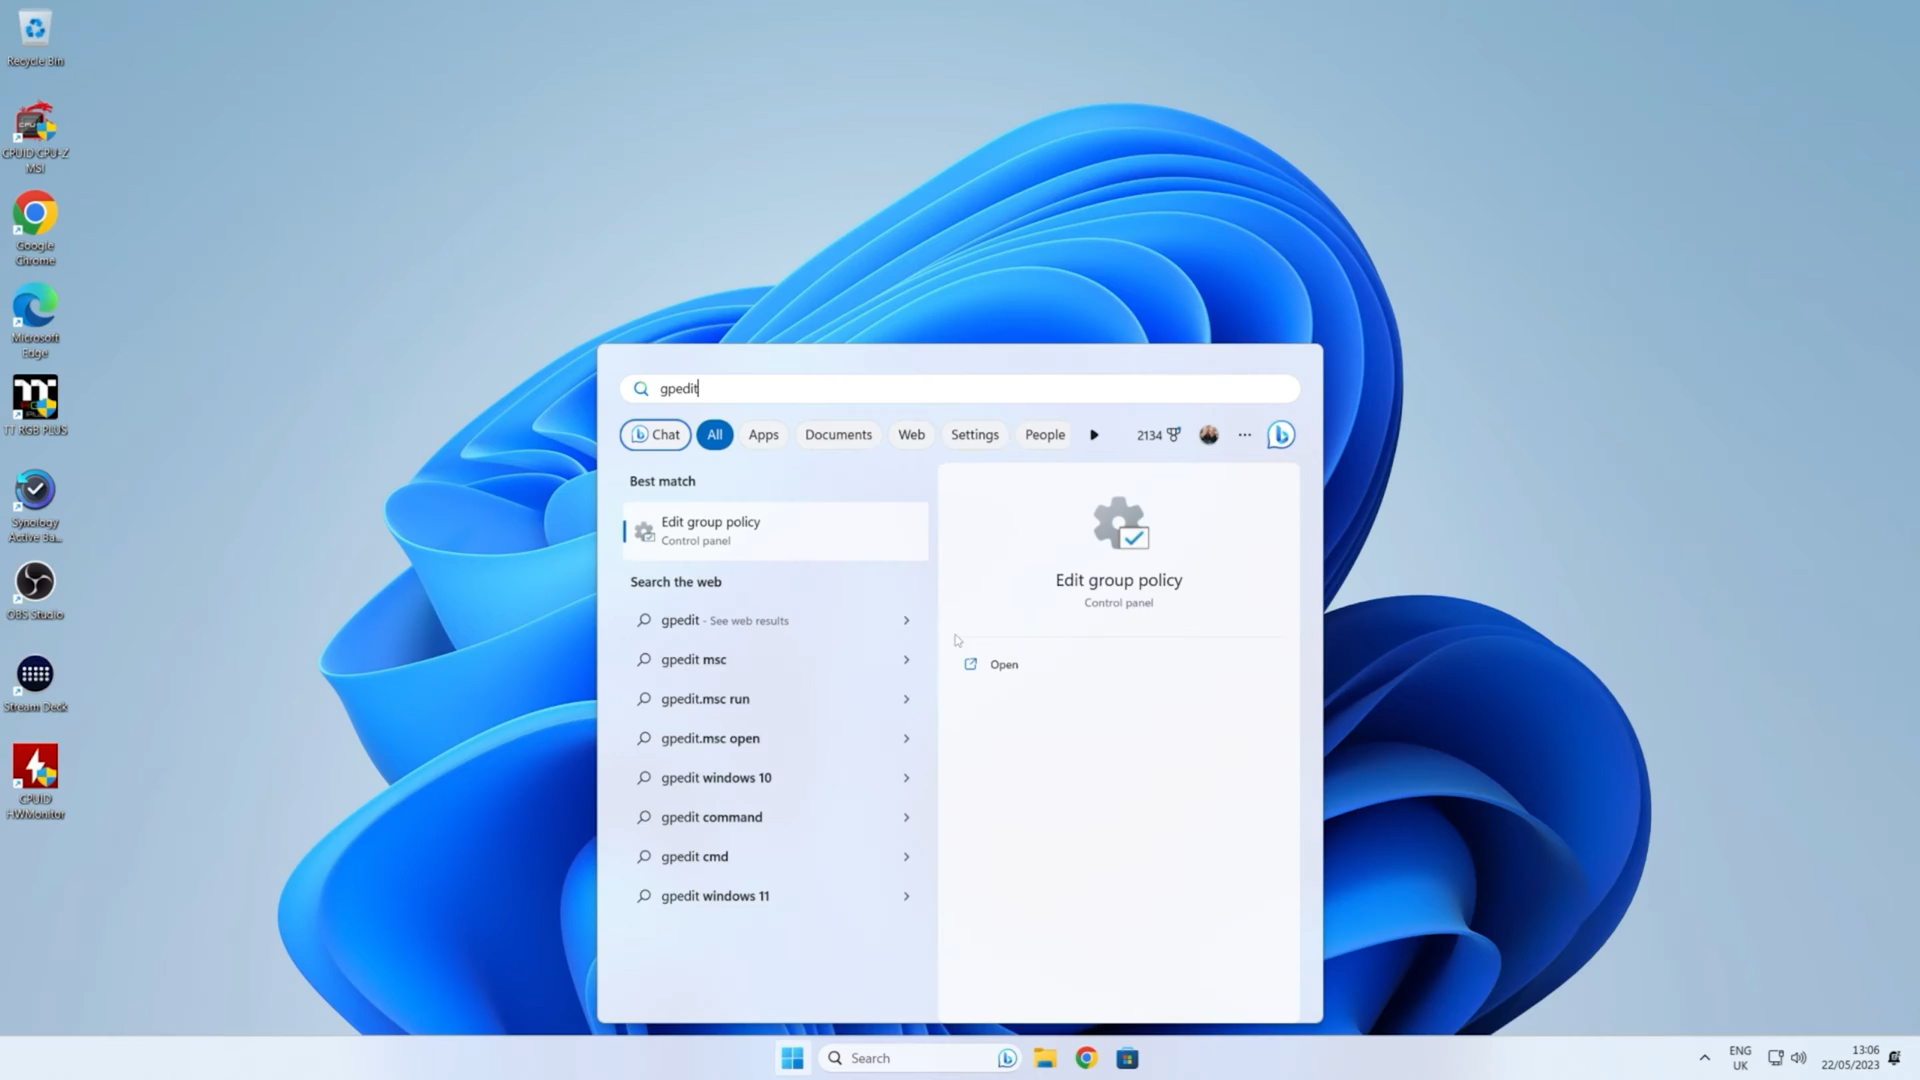 Recycle Bin
CPUID CPU-Z
MSI
Google
Chrome
Microsoft
Edge
TT RGB PLUS
Synology
Active Ba...
OBS Studio
Stream Deck
CPUID
HWMonitor
gpedit
Chat All Apps Documents Web Settings People 2134
Best match
Edit group policy
Control panel
Search the web
gpedit - See web results
gpedit msc
gpedit.msc run
gpedit.msc open
gpedit windows 10
gpedit command
gpedit cmd
gpedit windows 11
Edit group policy
Control panel
Open
Search
ENG
UK
13:06
22/05/2023